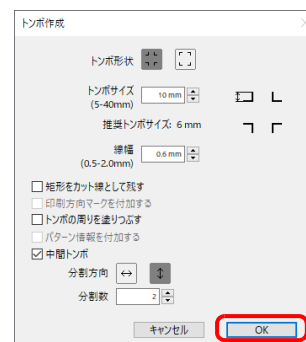 トンボ作成
トンボ形状
トンボサイズ
(5-40mm)
10 mm
推奨トンボサイズ: 6 mm
線幅
(0.5-2.0mm)
0.6 mm
矩形をカット線として残す
印刷方向マークを付加する
トンボの周りを塗りつぶす
パターン情報を付加する
中間トンボ
分割方向
分割数
2
キャンセル
OK